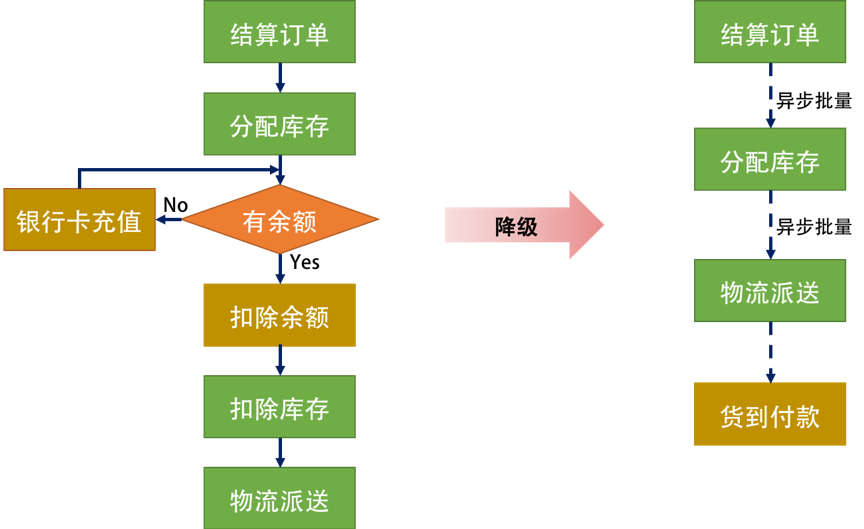 结算订单
分配库存
No
银行卡充值
有余额
Yes
扣除余额
扣除库存
物流派送
降级
结算订单
异步批量
分配库存
异步批量
物流派送
货到付款